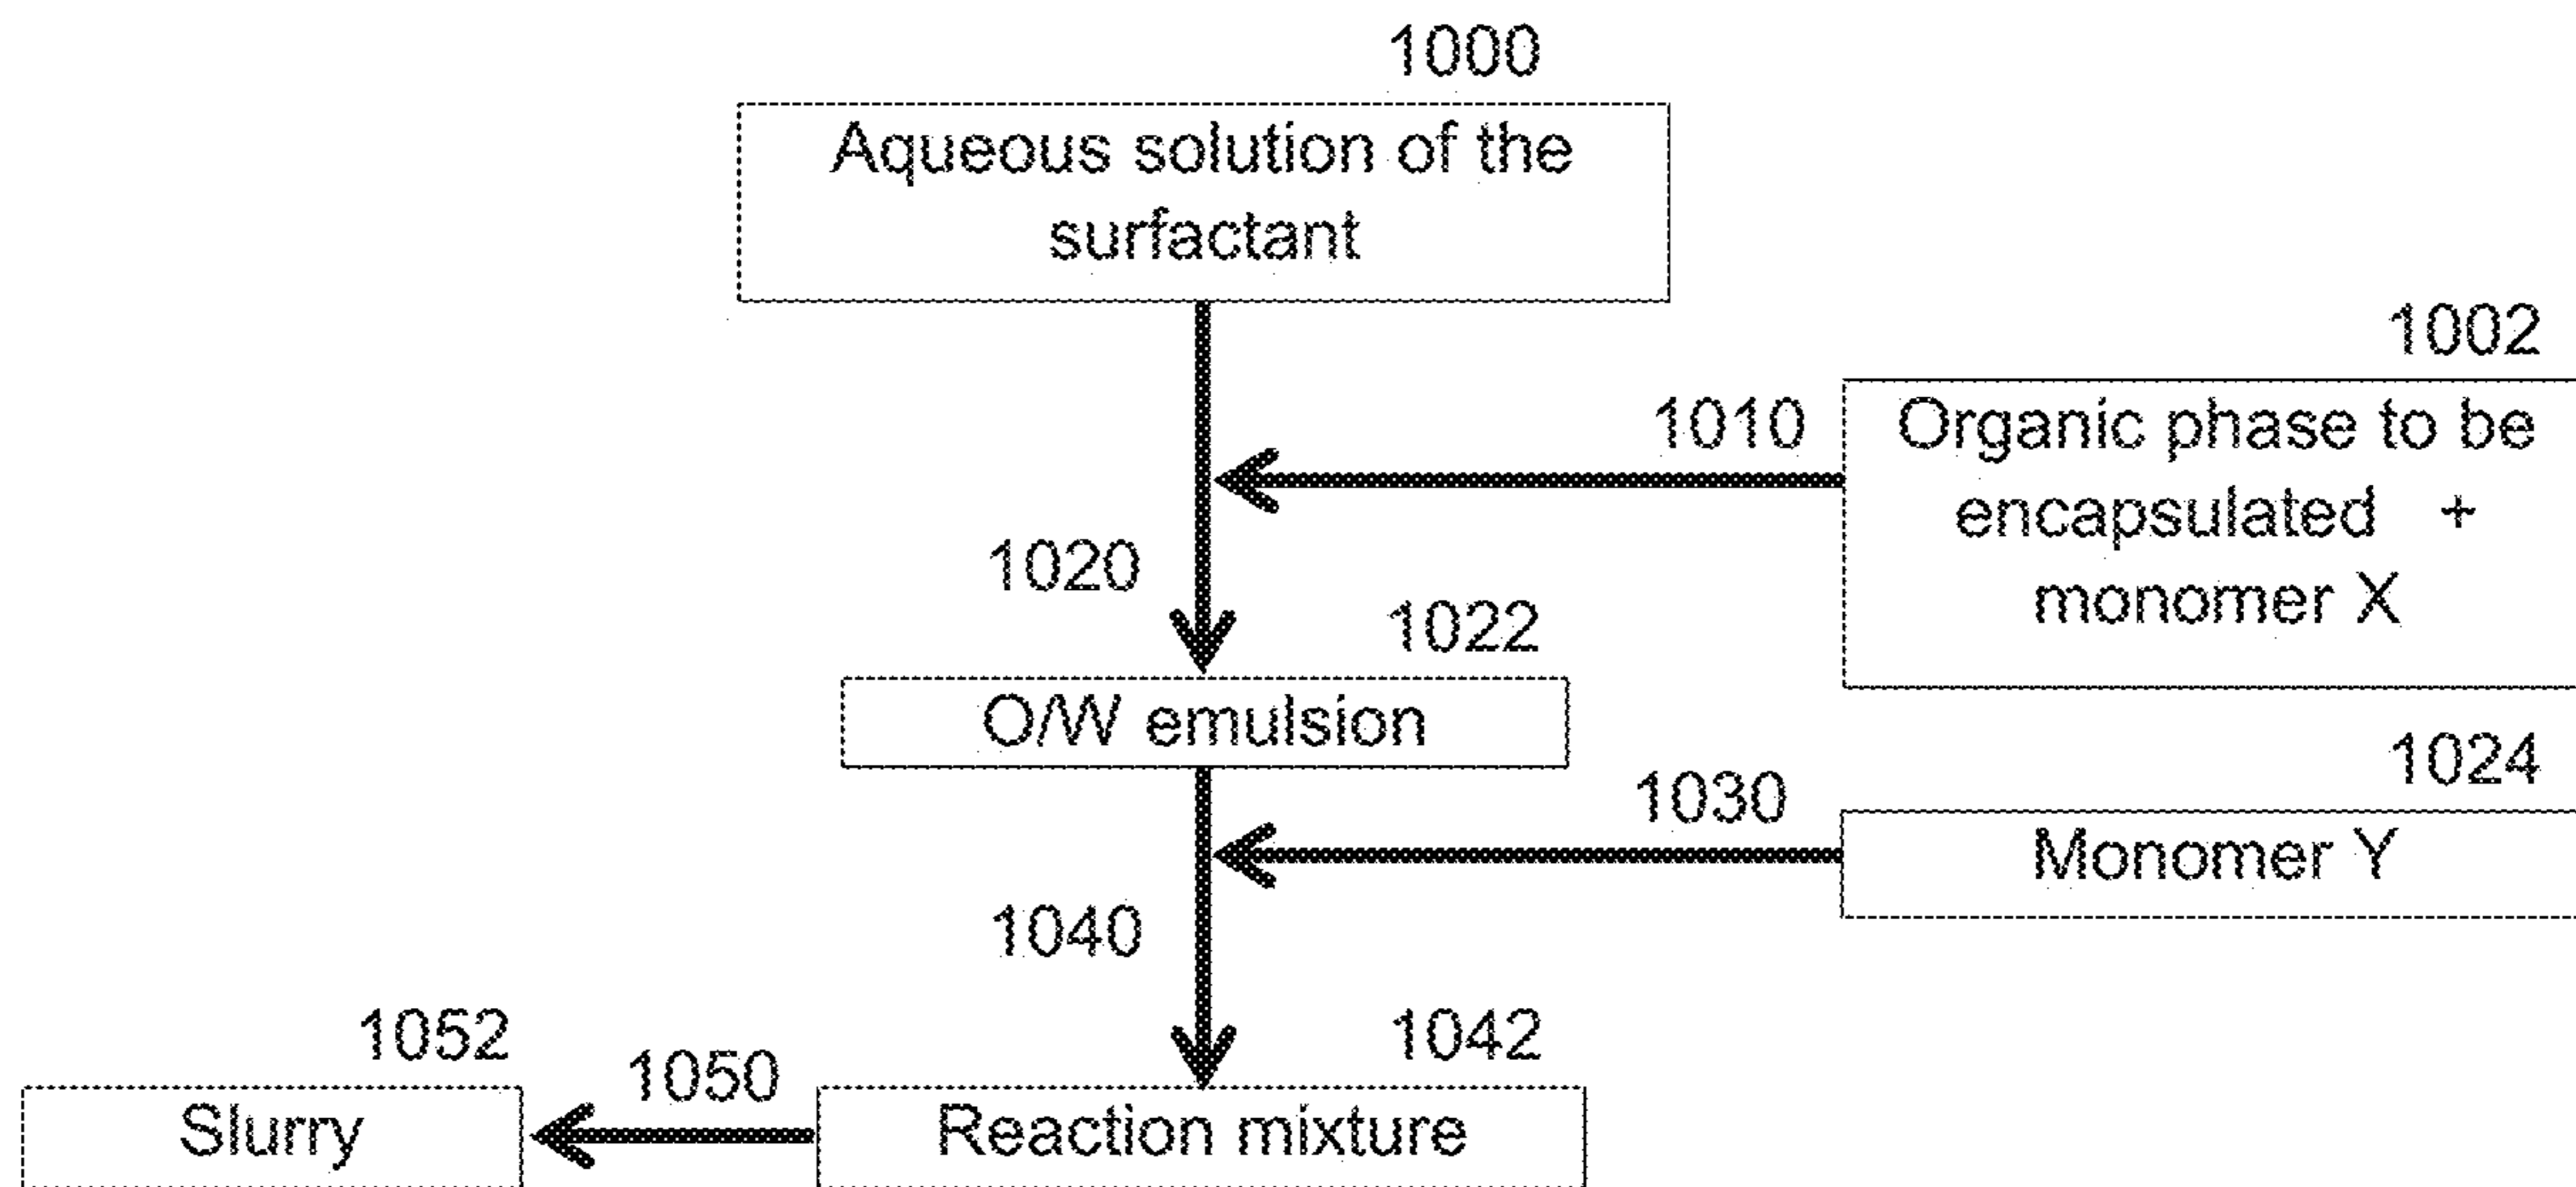 1000
Aqueous solution of the
surfactant
1002
1010
Organic phase to be
encapsulated +
monomer X
1020
1022
O/W emulsion
1024
1030
Monomer Y
1040
1052
1050
1042
Slurry
Reaction mixture